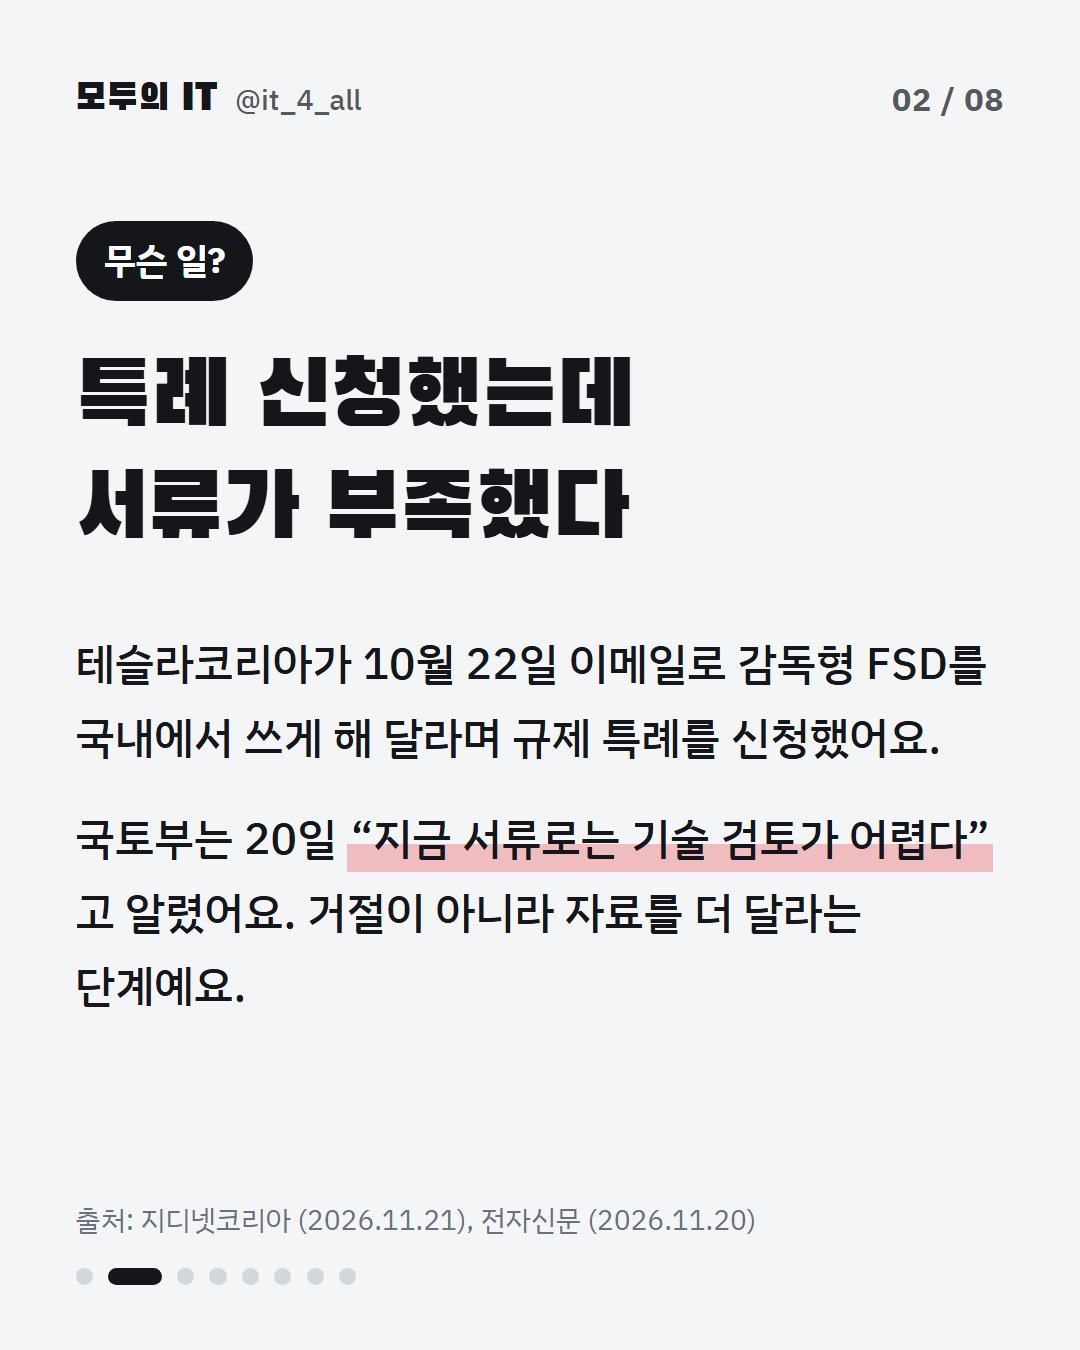 모두의 IT @it_4_all
02 / 08
무슨 일?
특례 신청했는데
서류가 부족했다
테슬라코리아가 10월 22일 이메일로 감독형 FSD를
국내에서 쓰게 해 달라며 규제 특례를 신청했어요.
국토부는 20일 “지금 서류로는 기술 검토가 어렵다”
고 알렸어요. 거절이 아니라 자료를 더 달라는
단계예요.
출처: 지디넷코리아 (2026.11.21), 전자신문 (2026.11.20)